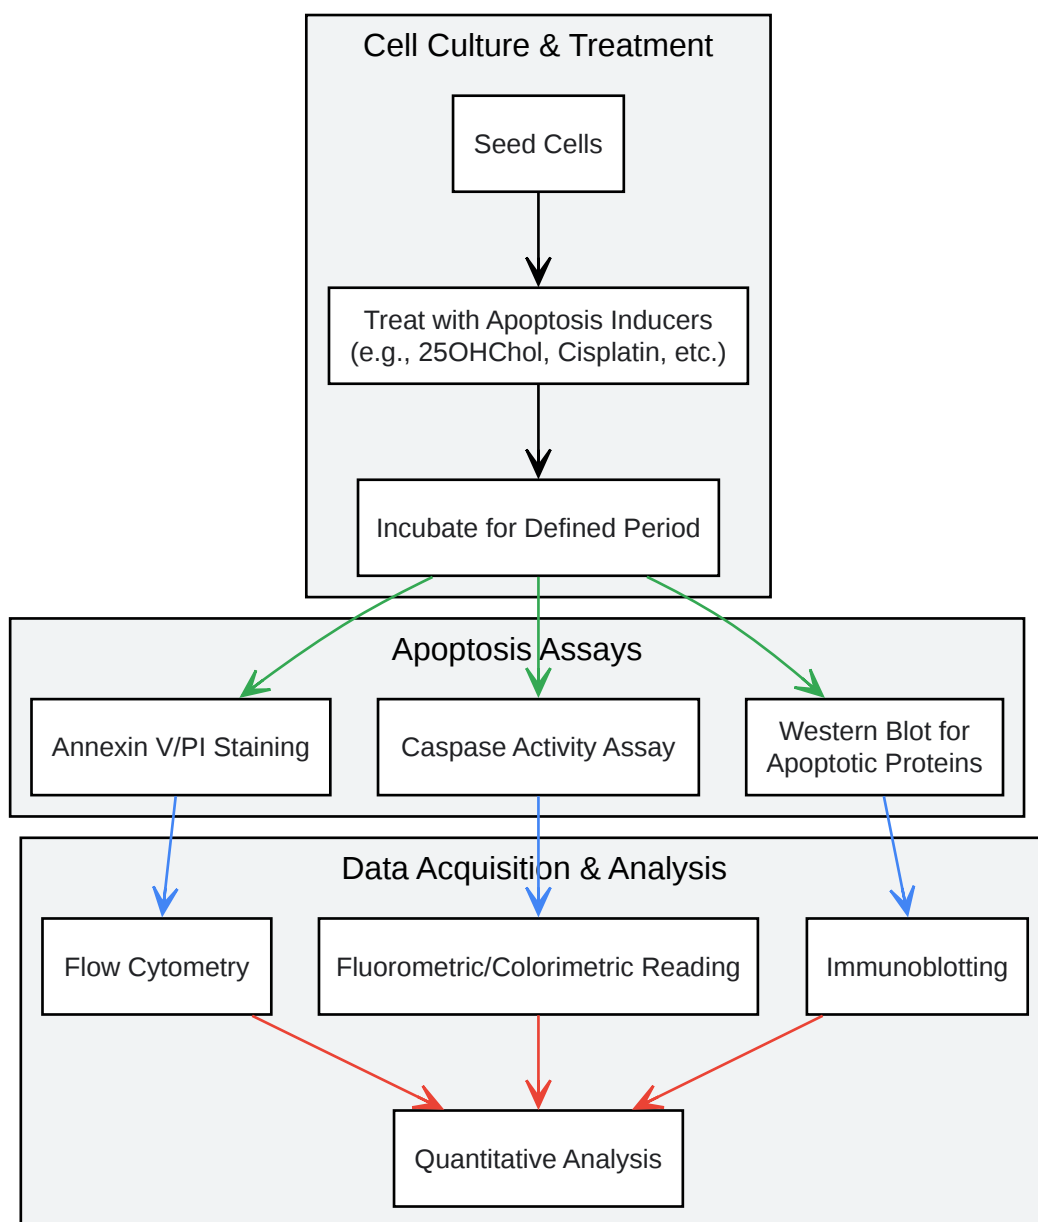 Cell Culture & Treatment
Seed Cells
Treat with Apoptosis Inducers
(e.g., 25OHChol, Cisplatin, etc.)
Incubate for Defined Period
Apoptosis Assays
Annexin V/PI Staining
Caspase Activity Assay
Western Blot for
Apoptotic Proteins
Data Acquisition & Analysis
Flow Cytometry
Fluorometric/Colorimetric Reading
Immunoblotting
Quantitative Analysis